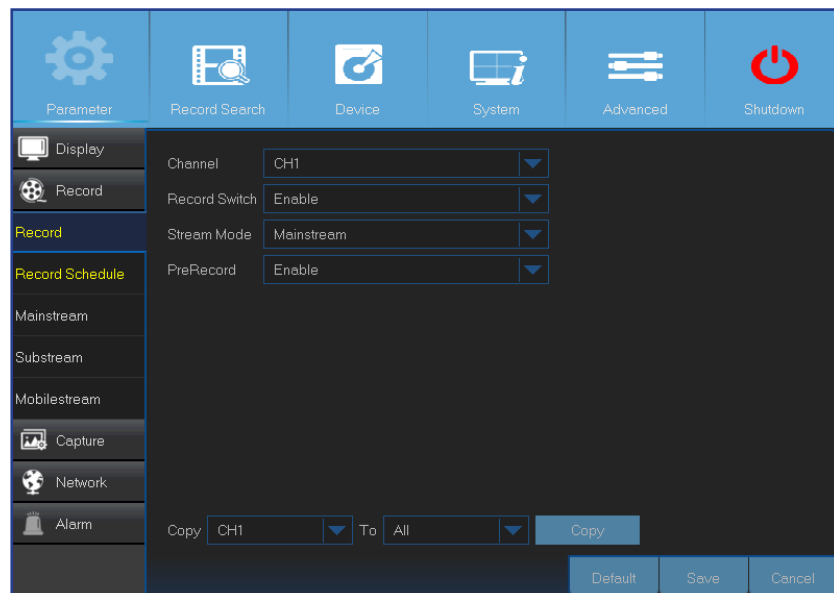 Parameter Record Search Device System Advanced Shutdown
Display
Record
Record
Record Schedule
Mainstream
Substream
Mobilestream
Capture
Network
Alarm
Channel CH1
Record Switch Enable
Stream Mode Mainstream
PreRecord Enable
Copy CH1 To All Copy
Default Save Cancel